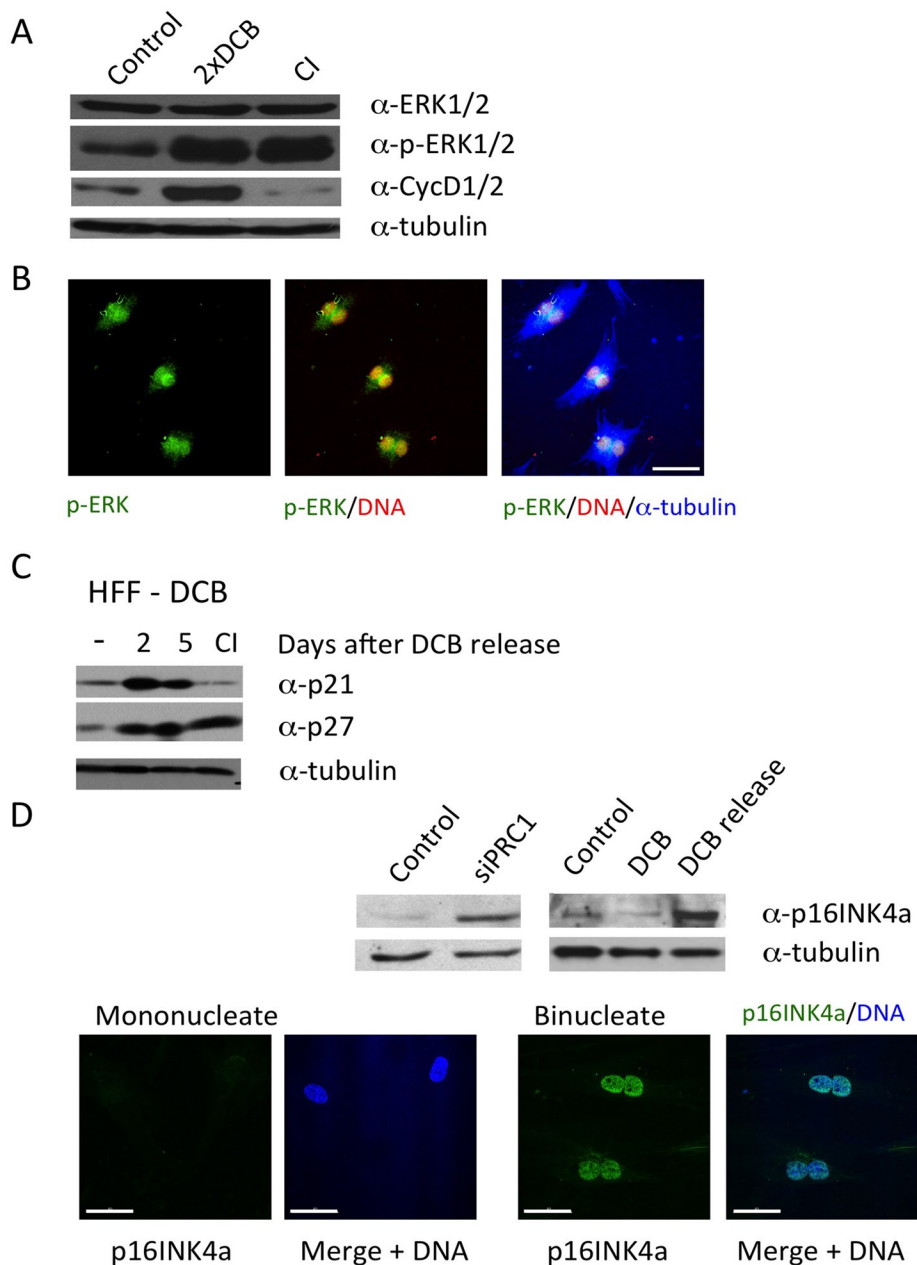 A
Control 2xDCB CI
α-ERK1/2
α-p-ERK1/2
α-CycD1/2
α-tubulin
B
p-ERK p-ERK/DNA p-ERK/DNA/α-tubulin
C
HFF - DCB
- 2 5 CI Days after DCB release
α-p21
α-p27
α-tubulin
D
Control siPRC1 Control DCB DCB release
α-p16INK4a
α-tubulin
Mononucleate Binucleate p16INK4a/DNA
p16INK4a Merge + DNA p16INK4a Merge + DNA